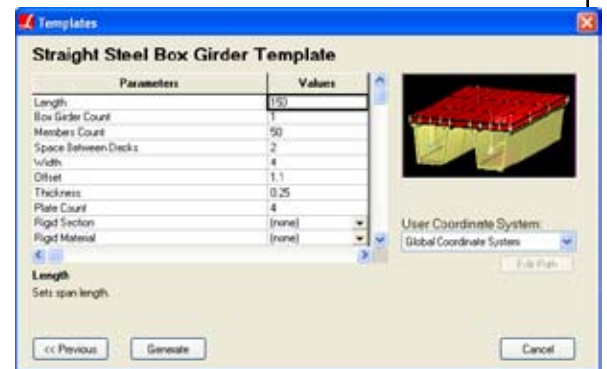 Templates
Straight Steel Box Girder Template
Parameters Values
Length 150
Box Girder Count 1
Members Count 50
Space Between Decks 2
Width 4
Offset 1.1
Thickness 0.25
Plate Count 4
Rigid Section (none)
Rigid Material (none)
User Coordinate System:
Global Coordinate System
Edit Path
Length
Sets span length.
<< Previous Generate Cancel